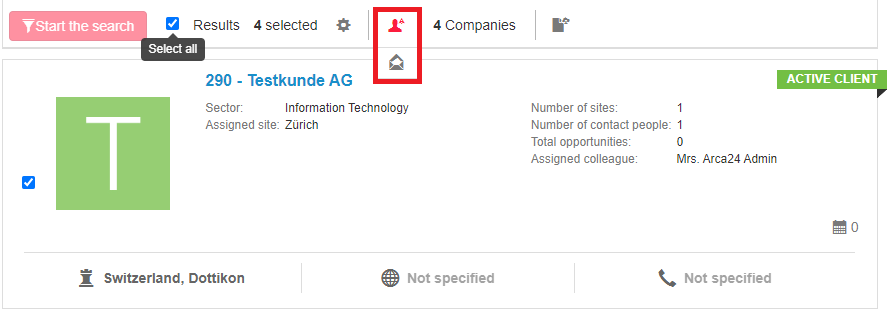 Start the search Results 4 selected 4 Companies
Select all
290 - Testkunde AG
ACTIVE CLIENT
T
Sector: Information Technology
Assigned site: Zürich
Number of sites: 1
Number of contact people: 1
Total opportunities: 0
Assigned colleague: Mrs. Arca24 Admin
0
Switzerland, Dottikon Not specified Not specified